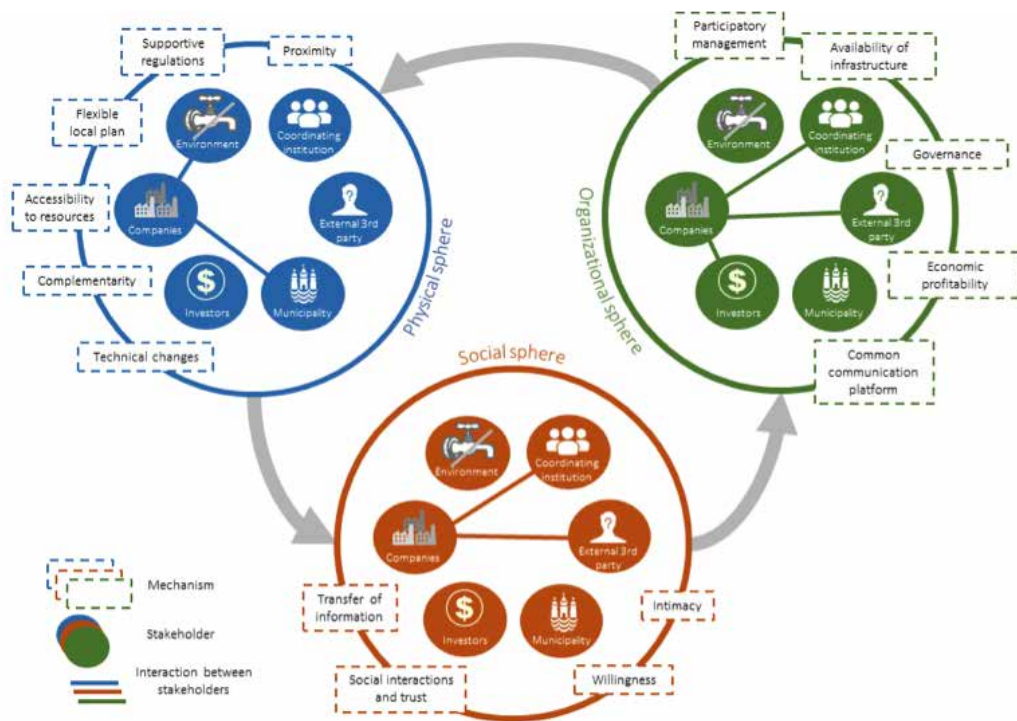 Supportive
regulations
Proximity
Flexible
local plan
Accessibility
to resources
Complementarity
Technical changes
Environment
Coordinating
institution
Companies
External 3rd
party
$
Investors
Municipality
Physical sphere
Participatory
management
Availability of
infrastructure
Governance
Economic
profitability
Common
communication
platform
Environment
Coordinating
institution
Companies
External 3rd
party
$
Investors
Municipality
Organizational sphere
Social sphere
Environment
Coordinating
institution
Companies
?
External 3rd
party
$
Investors
Municipality
Transfer of
information
Social interactions
and trust
Intimacy
Willingness
Mechanism
Stakeholder
Interaction between
stakeholders